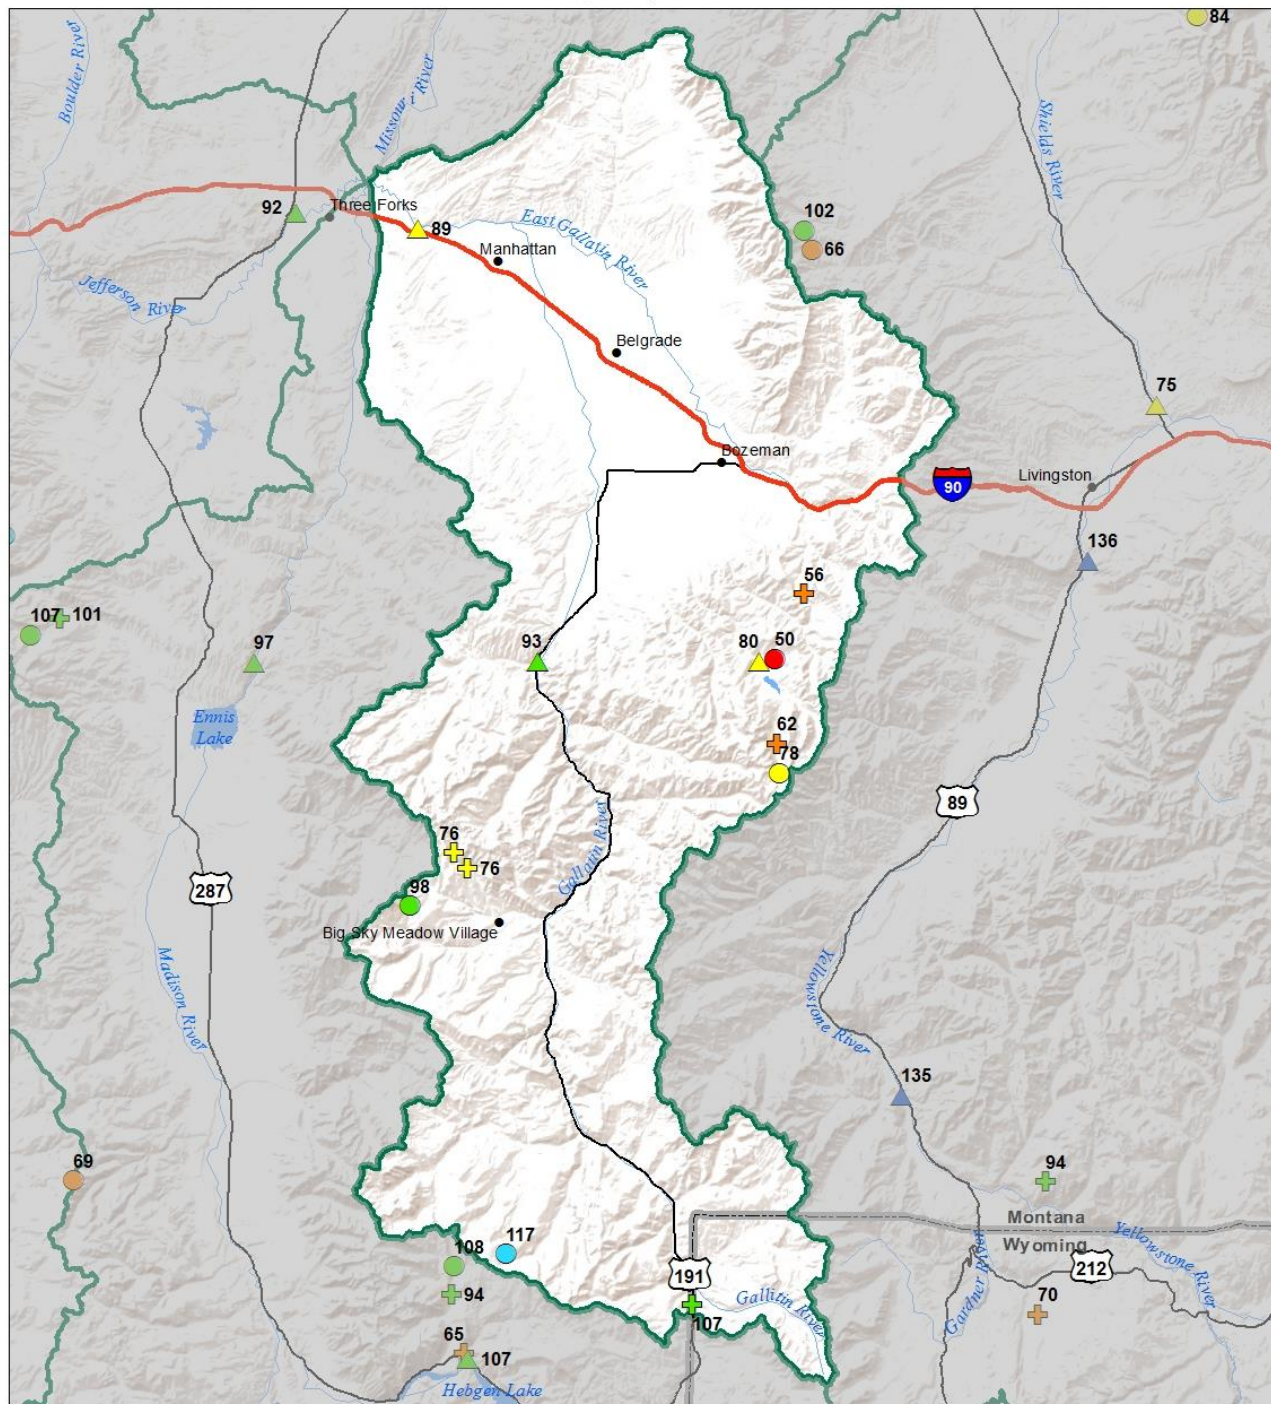 84
Boulder River
Missouri River
Shields River
92
Three Forks
89
102
66
East Gallatin River
Manhattan
Jefferson River
Belgrade
75
Bozeman
Livingston
90
136
56
107
101
97
93
80
50
Ennis
Lake
62
78
89
76
76
Gallatin River
287
98
Big Sky Meadow Village
Madison River
Yellowstone River
135
69
94
Montana
Wyoming
Yellowstone River
117
108
191
212
94
Gallitin River
Gardner River
70
107
65
107
Hebgen Lake